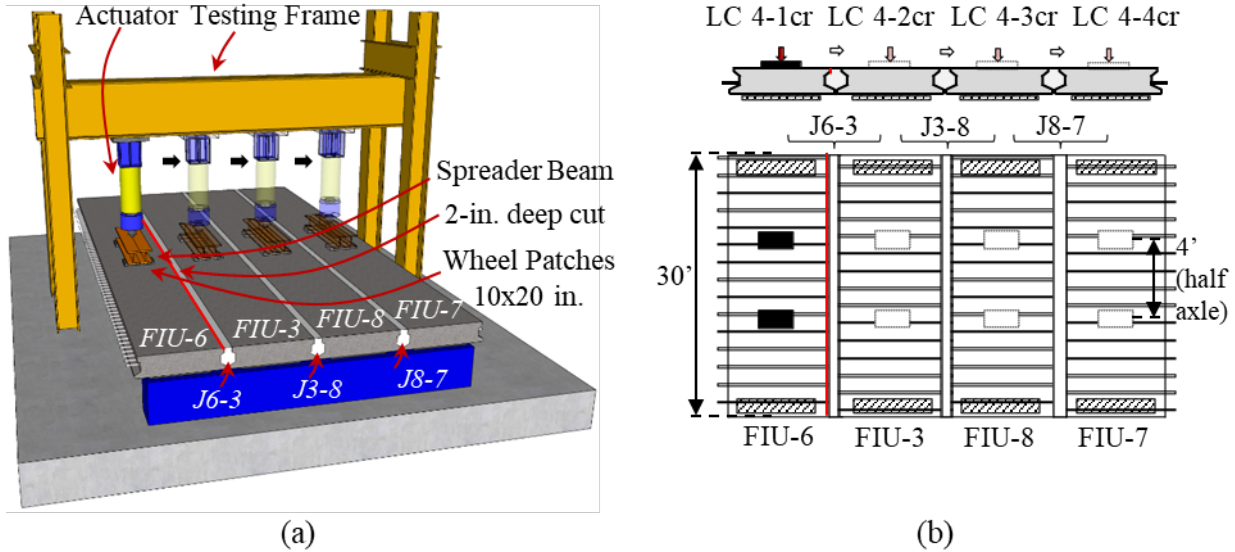 Actuator Testing Frame
Spreader Beam
2-in. deep cut
Wheel Patches
10x20 in.
FIU-6
FIU-3
FIU-8
FIU-7
J6-3
J3-8
J8-7
(a)
LC 4-1cr LC 4-2cr LC 4-3cr LC 4-4cr
J6-3 J3-8 J8-7
30’
4’
(half
axle)
FIU-6 FIU-3 FIU-8 FIU-7
(b)